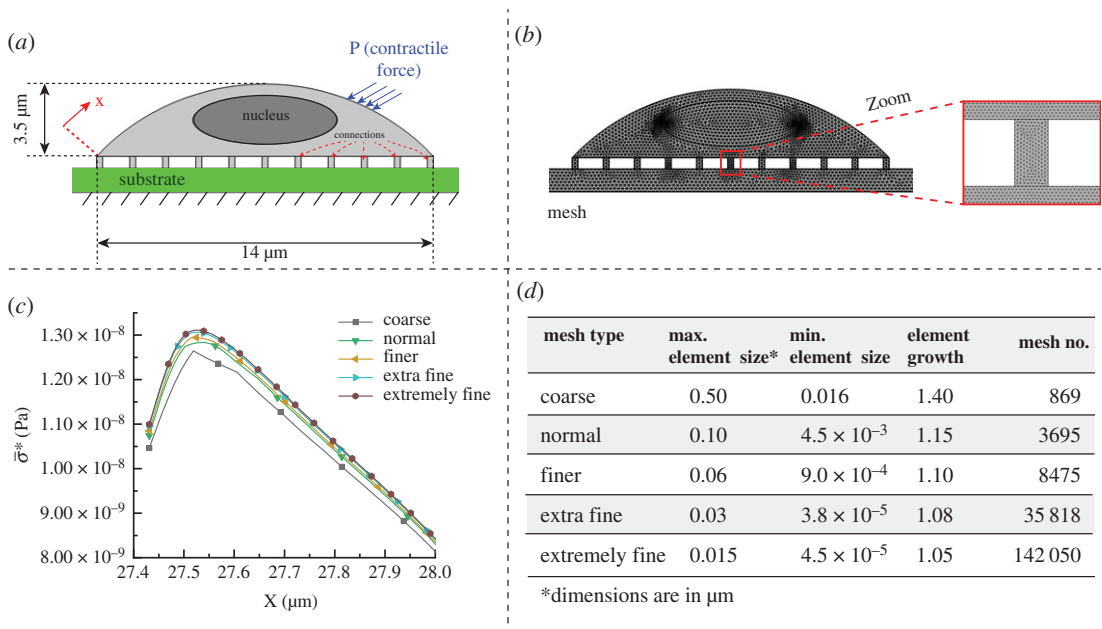 (a)
P (contractile
force)
x
3.5 µm
nucleus
connections
substrate
14 µm
(b)
Zoom
mesh
(c)
1.30 × 10⁻⁸
1.20 × 10⁻⁸
1.10 × 10⁻⁸
1.00 × 10⁻⁸
9.00 × 10⁻⁹
8.00 × 10⁻⁹
σ̄* (Pa)
coarse
normal
finer
extra fine
extremely fine
27.4 27.5 27.6 27.7 27.8 27.9 28.0
X (µm)
(d)
mesh type max. element size* min. element size element growth mesh no.
coarse 0.50 0.016 1.40 869
normal 0.10 4.5 × 10⁻³ 1.15 3695
finer 0.06 9.0 × 10⁻⁴ 1.10 8475
extra fine 0.03 3.8 × 10⁻⁵ 1.08 35 818
extremely fine 0.015 4.5 × 10⁻⁵ 1.05 142 050
*dimensions are in µm